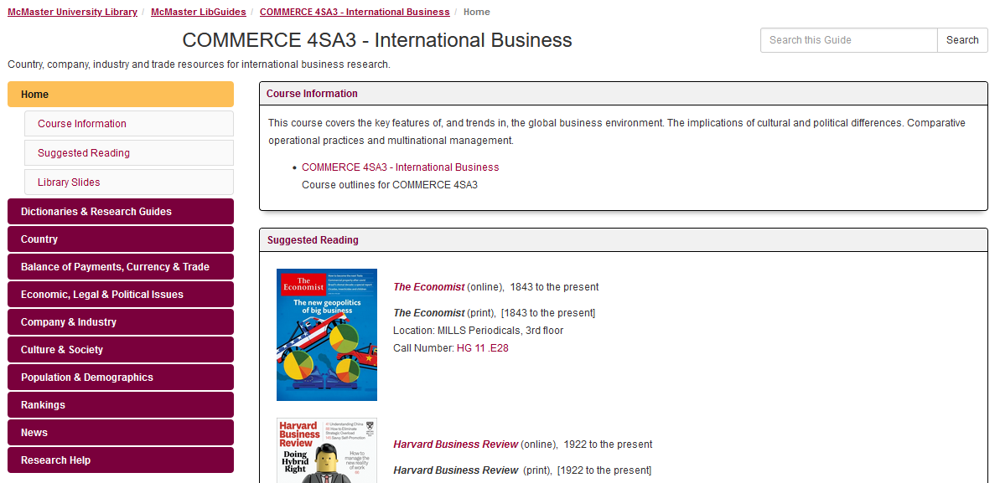 McMaster University Library / McMaster LibGuides / COMMERCE 4SA3 - International Business / Home
COMMERCE 4SA3 - International Business
Search this Guide
Search
Country, company, industry and trade resources for international business research.
Home
Course Information
Suggested Reading
Library Slides
Dictionaries & Research Guides
Country
Balance of Payments, Currency & Trade
Economic, Legal & Political Issues
Company & Industry
Culture & Society
Population & Demographics
Rankings
News
Research Help
Course Information
This course covers the key features of, and trends in, the global business environment. The implications of cultural and political differences. Comparative
operational practices and multinational management.
• COMMERCE 4SA3 - International Business
Course outlines for COMMERCE 4SA3
Suggested Reading
The
Economist
The new geopolitics
of big business
The Economist (online), 1843 to the present
The Economist (print), [1843 to the present]
Location: MILLS Periodicals, 3rd floor
Call Number: HG 11 .E28
Harvard
Business
Review
Doing
Hybrid
Right
How to
manage the
new reality
of work
Harvard Business Review (online), 1922 to the present
Harvard Business Review (print), [1922 to the present]